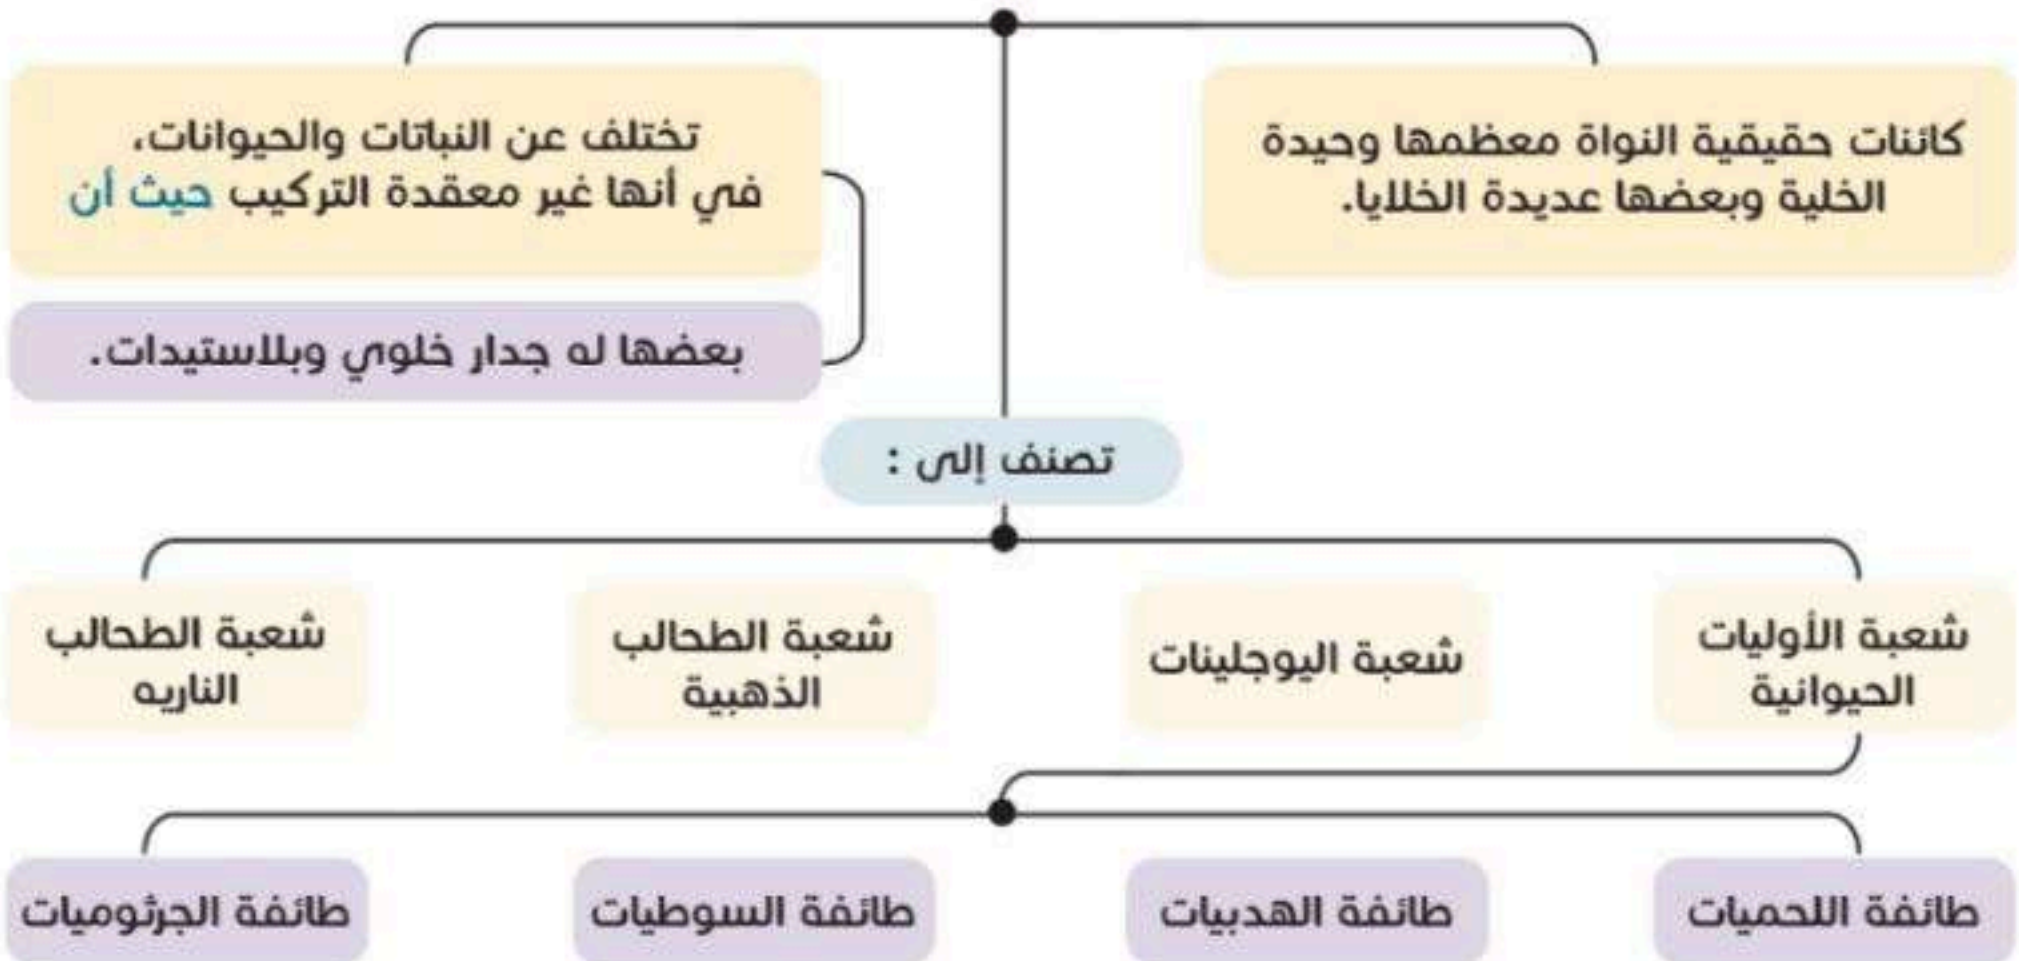 كائنات حقيقية النواة معظمها وحيدة
الخلية وبعضها عديدة الخلايا.
تختلف عن النباتات والحيوانات،
في أنها غير معقدة التركيب حيث أن
بعضها له جدار خلوي وبلاستيدات.
تصنف إلى :
شعبة الأوليات
الحيوانية
شعبة اليوجلينات
شعبة الطحالب
الذهبية
شعبة الطحالب
الناريه
طائفة اللحميات
طائفة الهدبيات
طائفة السوطيات
طائفة الجرثوميات